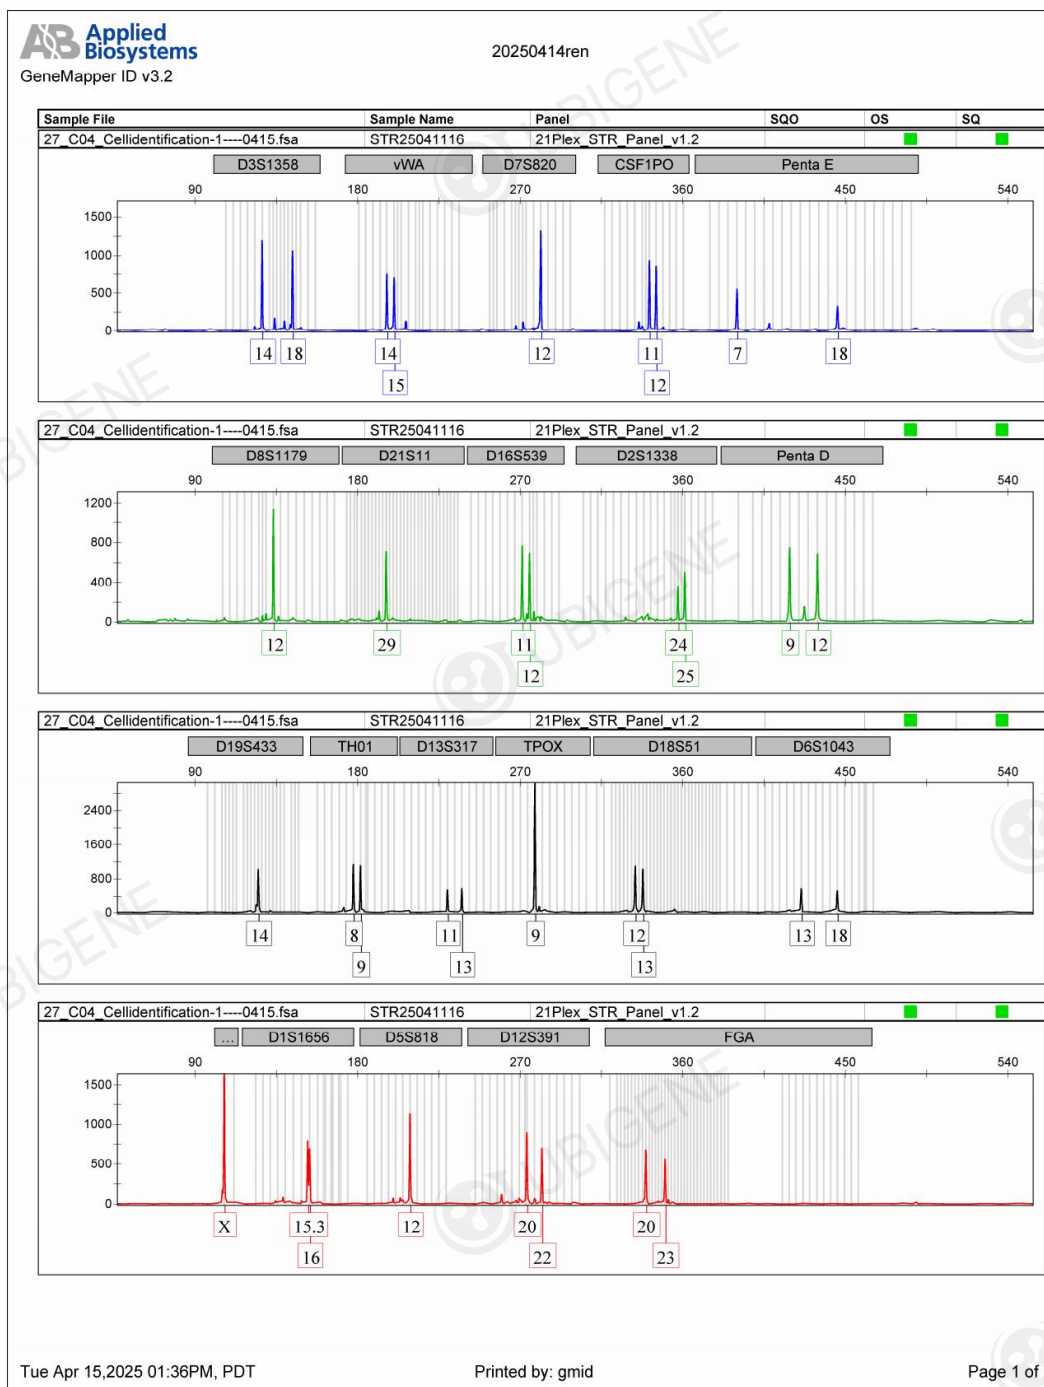 AB Applied
Biosystems
GeneMapper ID v3.2
20250414ren
Sample File Sample Name Panel SQO OS SQ
27_C04_Cellidentification-1----0415.fsa STR25041116 21Plex_STR_Panel_v1.2
D3S1358 vWA D7S820 CSF1PO Penta E
90 180 270 360 450 540
1500
1000
500
0
14 18 14 12 11 7 18
15 12
27_C04_Cellidentification-1----0415.fsa STR25041116 21Plex_STR_Panel_v1.2
D8S1179 D21S11 D16S539 D2S1338 Penta D
90 180 270 360 450 540
1200
800
400
0
12 29 11 24 9 12
12 25
27_C04_Cellidentification-1----0415.fsa STR25041116 21Plex_STR_Panel_v1.2
D19S433 TH01 D13S317 TPOX D18S51 D6S1043
90 180 270 360 450 540
2400
1600
800
0
14 8 11 9 12 13 18
9 13 13
27_C04_Cellidentification-1----0415.fsa STR25041116 21Plex_STR_Panel_v1.2
... D1S1656 D5S818 D12S391 FGA
90 180 270 360 450 540
1500
1000
500
0
X 15.3 12 20 20
16 22 23
Tue Apr 15,2025 01:36PM, PDT Printed by: gmid Page 1 of
UBIGENE
UBIGENE
UBIGENE
UBIGENE
UBIGENE